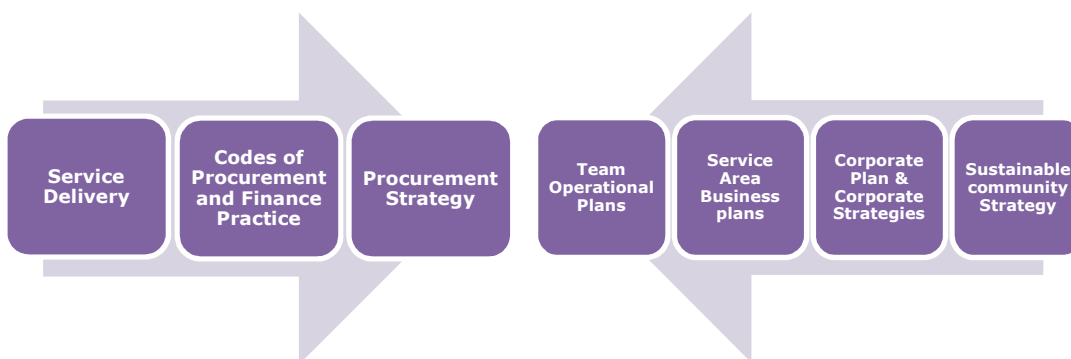 Service
Delivery
Codes of
Procurement
and Finance
Practice
Procurement
Strategy
Team
Operational
Plans
Service
Area
Business
plans
Corporate
Plan &
Corporate
Strategies
Sustainable
community
Strategy